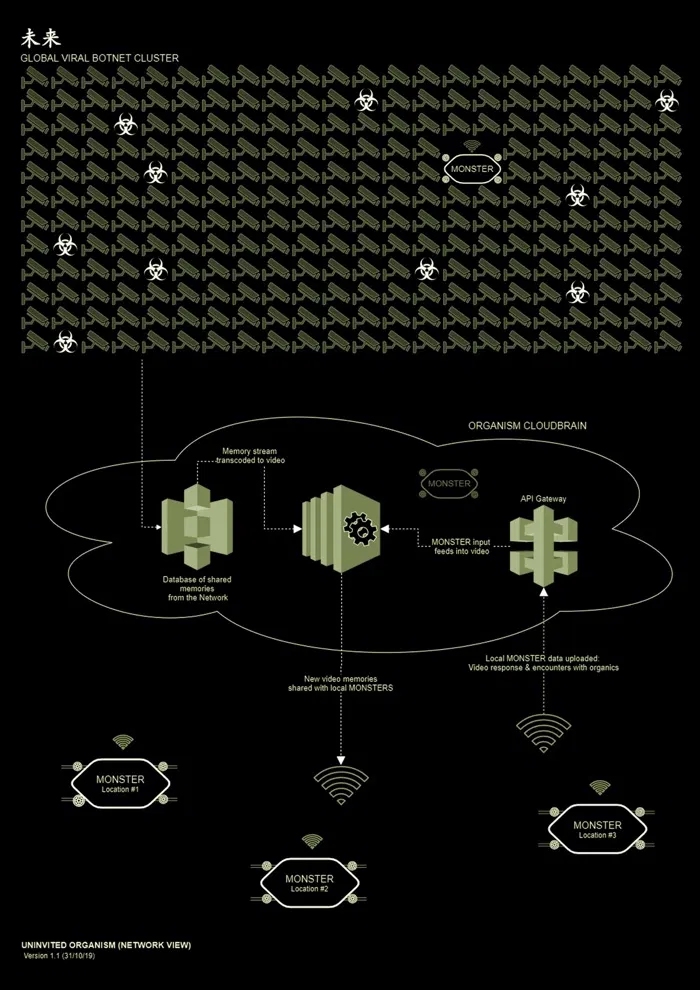 未来
GLOBAL VIRAL BOTNET CLUSTER
MONSTER
ORGANISM CLOUDBRAIN
Memory stream
transcoded to video
MONSTER
API Gateway
MONSTER input
feeds into video
Database of shared
memories
from the Network
Local MONSTER data uploaded:
Video response & encounters with organics
New video memories
shared with local MONSTERS
MONSTER
Location #1
MONSTER
Location #3
MONSTER
Location #2
UNINVITED ORGANISM (NETWORK VIEW)
Version 1.1 (31/10/19)